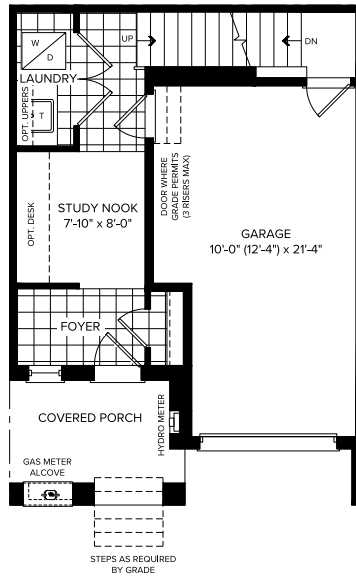 UP
DN
W
D
LAUNDRY
OPT. UPPERS
T
DOOR WHERE
GRADE PERMITS
(3 RISERS MAX)
OPT. DESK
STUDY NOOK
7'-10" x 8'-0"
GARAGE
10'-0" (12'-4") x 21'-4"
FOYER
COVERED PORCH
HYDRO METER
GAS METER
ALCOVE
STEPS AS REQUIRED
BY GRADE